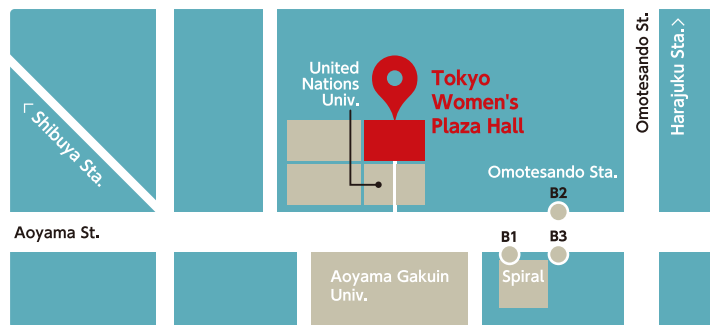 United
Nations
Univ.
Tokyo
Women's
Plaza Hall
Omotesando St.
Harajuku Sta.>
< Shibuya Sta.
Omotesando Sta.
B2
Aoyama St.
B1
B3
Aoyama Gakuin
Univ.
Spiral